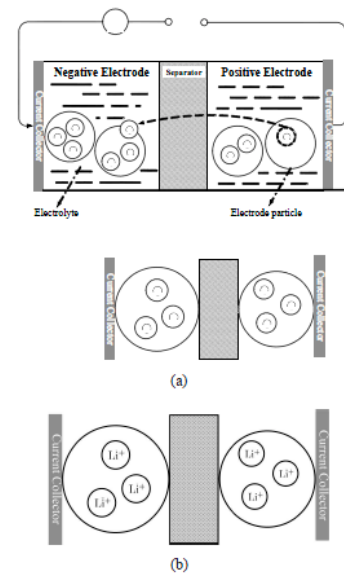 Negative Electrode
Separator
Positive Electrode
Current Collector
Current Collector
Electrolyte
Electrode particle
Current Collector
Current Collector
(a)
Current Collector
Li+
Li+
Li+
Li+
Li+
Li+
Current Collector
(b)